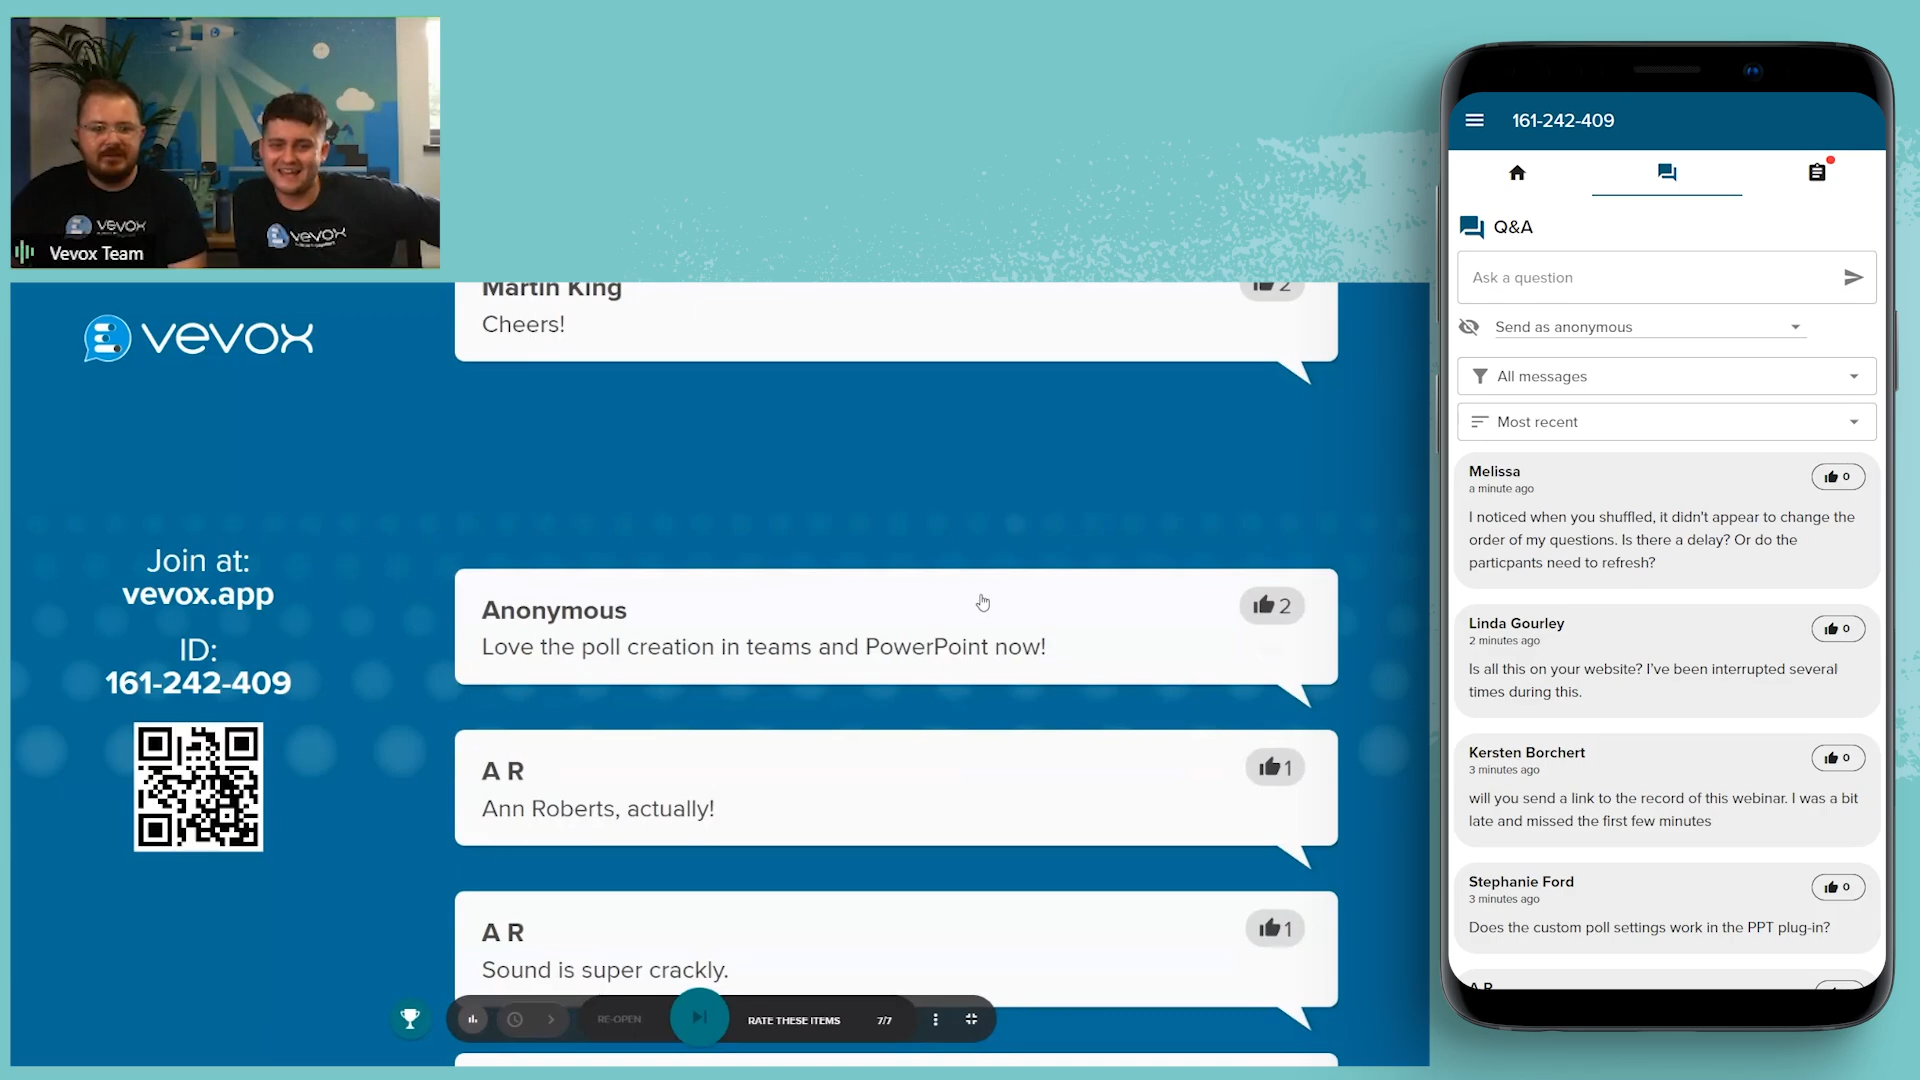 vevox
vevox
Vevox Team
Martin King
2
Cheers!
vevox
Join at:
vevox.app
ID:
161-242-409
Anonymous
2
Love the poll creation in teams and PowerPoint now!
A R
1
Ann Roberts, actually!
A R
1
Sound is super crackly.
RE-OPEN
RATE THESE ITEMS
7/7
161-242-409
Q&A
Ask a question
Send as anonymous
All messages
Most recent
Melissa
0
a minute ago
I noticed when you shuffled, it didn't appear to change the
order of my questions. Is there a delay? Or do the
particpants need to refresh?
Linda Gourley
0
2 minutes ago
Is all this on your website? I've been interrupted several
times during this.
Kersten Borchert
0
3 minutes ago
will you send a link to the record of this webinar. I was a bit
late and missed the first few minutes
Stephanie Ford
0
3 minutes ago
Does the custom poll settings work in the PPT plug-in?
A R